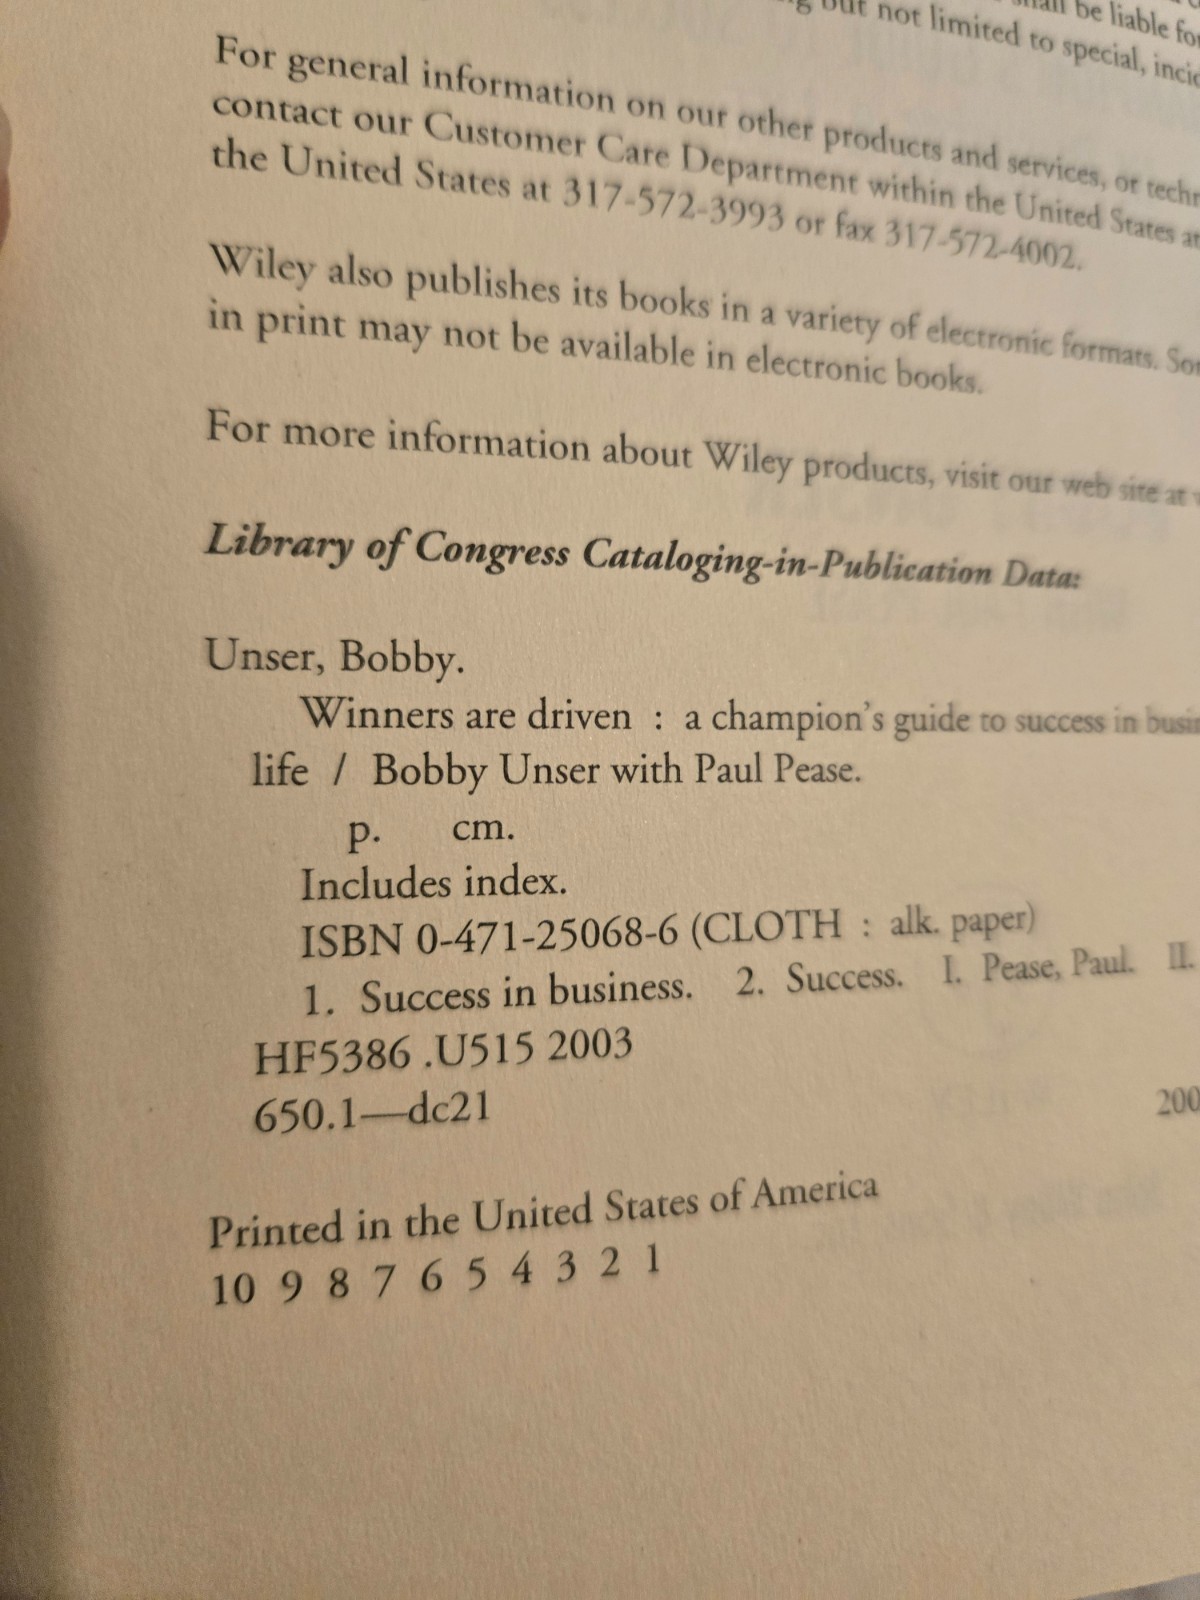 shall be liable for
but not limited to special,
For general information on our other products and services, or
contact our Customer Care Department within the United States at
the United States at 317-572-3993 or fax 317-572-4002.
Wiley also publishes its books in a variety of electronic formats.
in print may not be available in electronic books.
For more information about Wiley products, visit our web site at
Library of Congress Cataloging-in-Publication Data:
Unser, Bobby.
Winners are driven : a champion's guide to success in
life / Bobby Unser with Paul Pease.
p. cm.
Includes index.
ISBN 0-471-25068-6 (CLOTH : alk. paper)
1. Success in business. 2. Success. I. Pease, Paul. II.
HF5386 .U515 2003
650.1—dc21
200
Printed in the United States of America
10 9 8 7 6 5 4 3 2 1